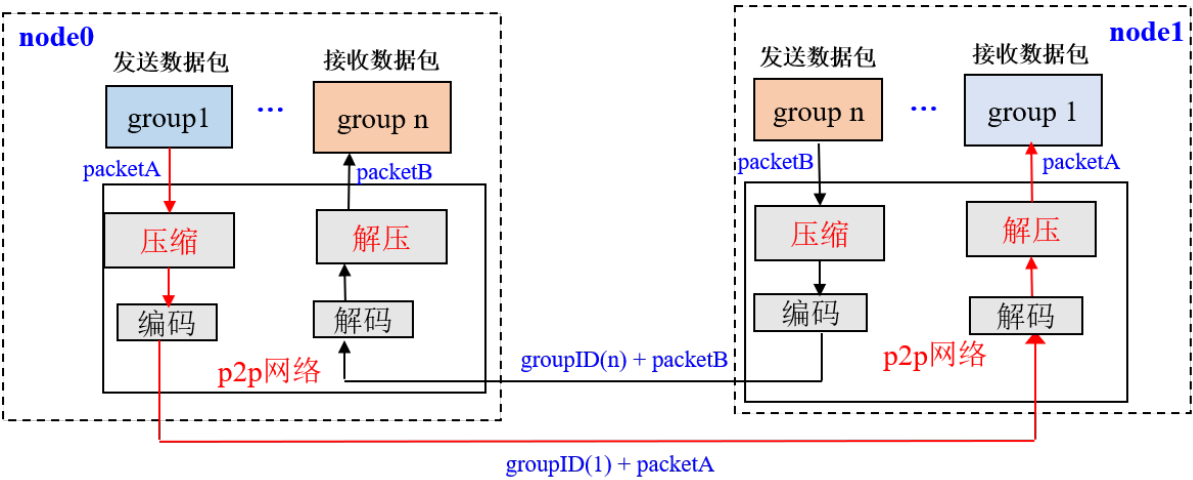 node0
发送数据包
接收数据包
group1
...
group n
packetA
packetB
压缩
解压
编码
解码
p2p网络
node1
发送数据包
接收数据包
group n
...
group 1
packetB
packetA
压缩
解压
编码
解码
p2p网络
groupID(n) + packetB
groupID(1) + packetA